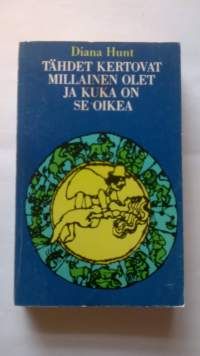 Diana Hunt
TÄHDET KERTOVAT
MILLAINEN OLET
JA KUKA ON
SE OIKEA